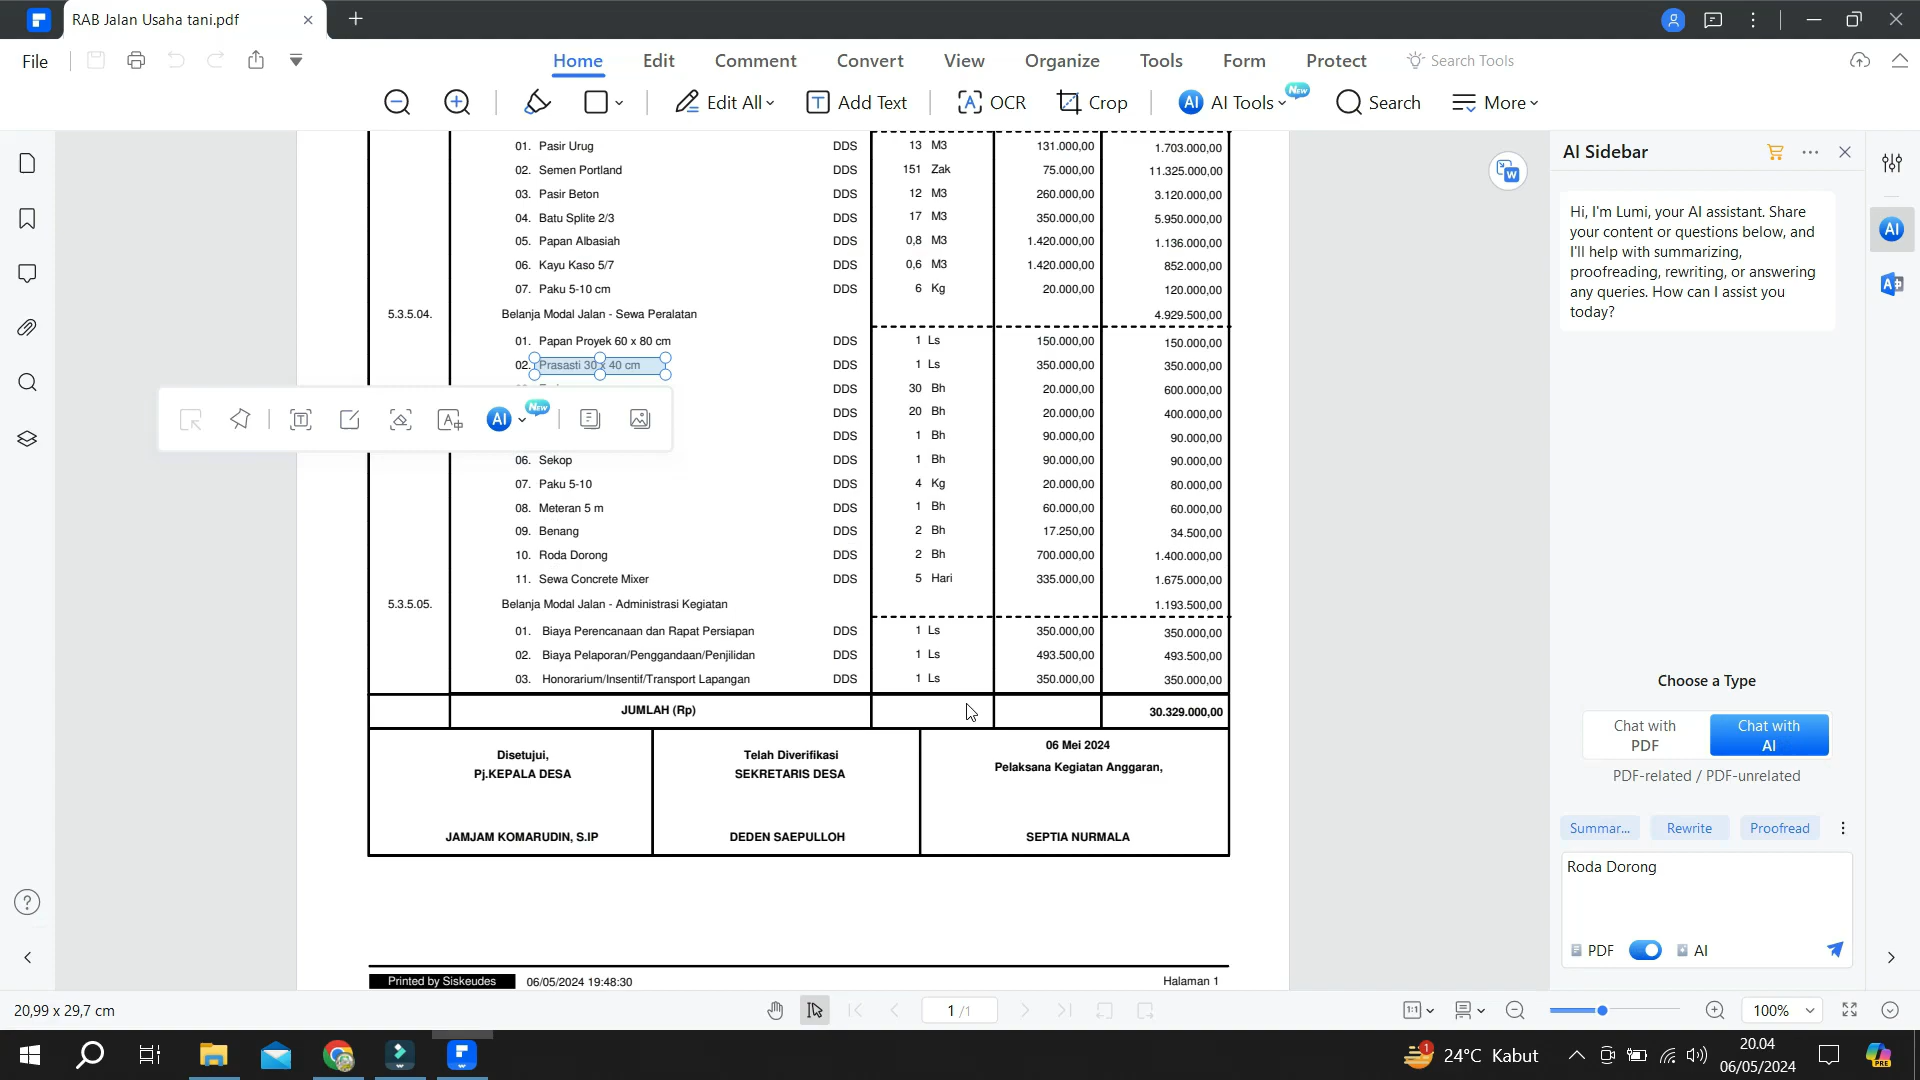 RAB Jalan Usaha tani.pdf
File
Home Edit Comment Convert View Organize Tools Form Protect Search Tools
Edit All Add Text OCR Crop AI AI Tools New Search More
01. Pasir Urug DDS 13 M3 131.000,00 1.703.000,00
02. Semen Portland DDS 151 Zak 75.000,00 11.325.000,00
03. Pasir Beton DDS 12 M3 260.000,00 3.120.000,00
04. Batu Splite 2/3 DDS 17 M3 350.000,00 5.950.000,00
05. Papan Albasiah DDS 0,8 M3 1.420.000,00 1.136.000,00
06. Kayu Kaso 5/7 DDS 0,6 M3 1.420.000,00 852.000,00
07. Paku 5-10 cm DDS 6 Kg 20.000,00 120.000,00
5.3.5.04. Belanja Modal Jalan - Sewa Peralatan 4.929.500,00
01. Papan Proyek 60 x 80 cm DDS 1 Ls 150.000,00 150.000,00
02. Prasasti 30 x 40 cm DDS 1 Ls 350.000,00 350.000,00
DDS 30 Bh 20.000,00 600.000,00
DDS 20 Bh 20.000,00 400.000,00
DDS 1 Bh 90.000,00 90.000,00
AI New
06. Sekop DDS 1 Bh 90.000,00 90.000,00
07. Paku 5-10 DDS 4 Kg 20.000,00 80.000,00
08. Meteran 5 m DDS 1 Bh 60.000,00 60.000,00
09. Benang DDS 2 Bh 17.250,00 34.500,00
10. Roda Dorong DDS 2 Bh 700.000,00 1.400.000,00
11. Sewa Concrete Mixer DDS 5 Hari 335.000,00 1.675.000,00
5.3.5.05. Belanja Modal Jalan - Administrasi Kegiatan 1.193.500,00
01. Biaya Perencanaan dan Rapat Persiapan DDS 1 Ls 350.000,00 350.000,00
02. Biaya Pelaporan/Penggandaan/Penjilidan DDS 1 Ls 493.500,00 493.500,00
03. Honorarium/Insentif/Transport Lapangan DDS 1 Ls 350.000,00 350.000,00
JUMLAH (Rp) 30.329.000,00
Disetujui,
Pj.KEPALA DESA
JAMJAM KOMARUDIN, S.IP
Telah Diverifikasi
SEKRETARIS DESA
DEDEN SAEPULLOH
06 Mei 2024
Pelaksana Kegiatan Anggaran,
SEPTIA NURMALA
Printed by Siskeudes 06/05/2024 19:48:30 Halaman 1
AI Sidebar
Hi, I'm Lumi, your AI assistant. Share
your content or questions below, and
I'll help with summarizing,
proofreading, rewriting, or answering
any queries. How can I assist you
today?
Choose a Type
Chat with
PDF
Chat with
AI
PDF-related / PDF-unrelated
Summar... Rewrite Proofread
Roda Dorong
PDF AI
AI
20,99 x 29,7 cm 1 /1 1:1 100%
1 24°C Kabut 20.04
06/05/2024
PRE